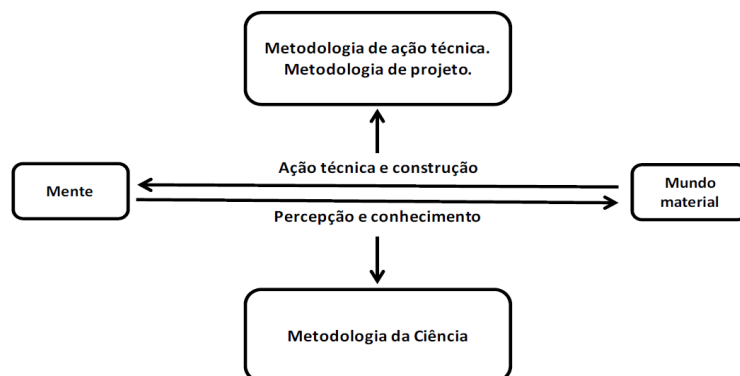 Metodologia de ação técnica.
Metodologia de projeto.
Ação técnica e construção
Mente
Mundo
material
Percepção e conhecimento
Metodologia da Ciência